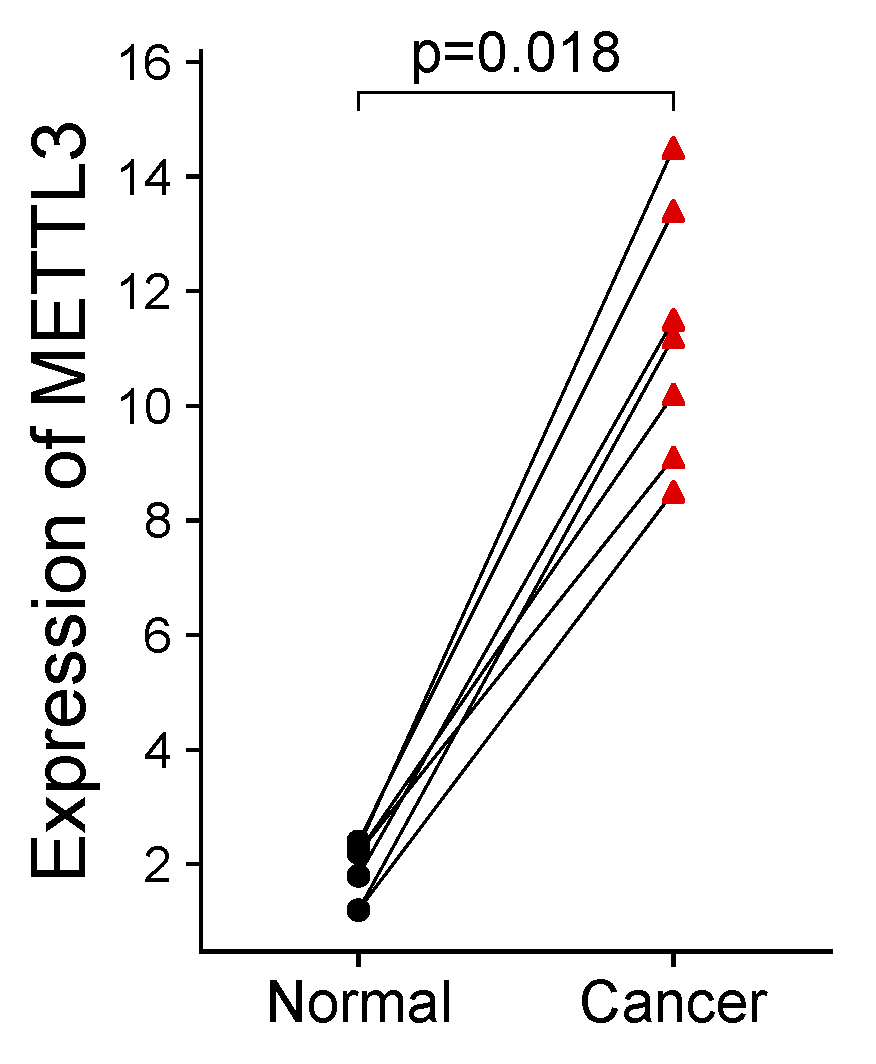 p=0.018
Expression of METTL3
16
14
12
10
8
6
4
2
Normal
Cancer